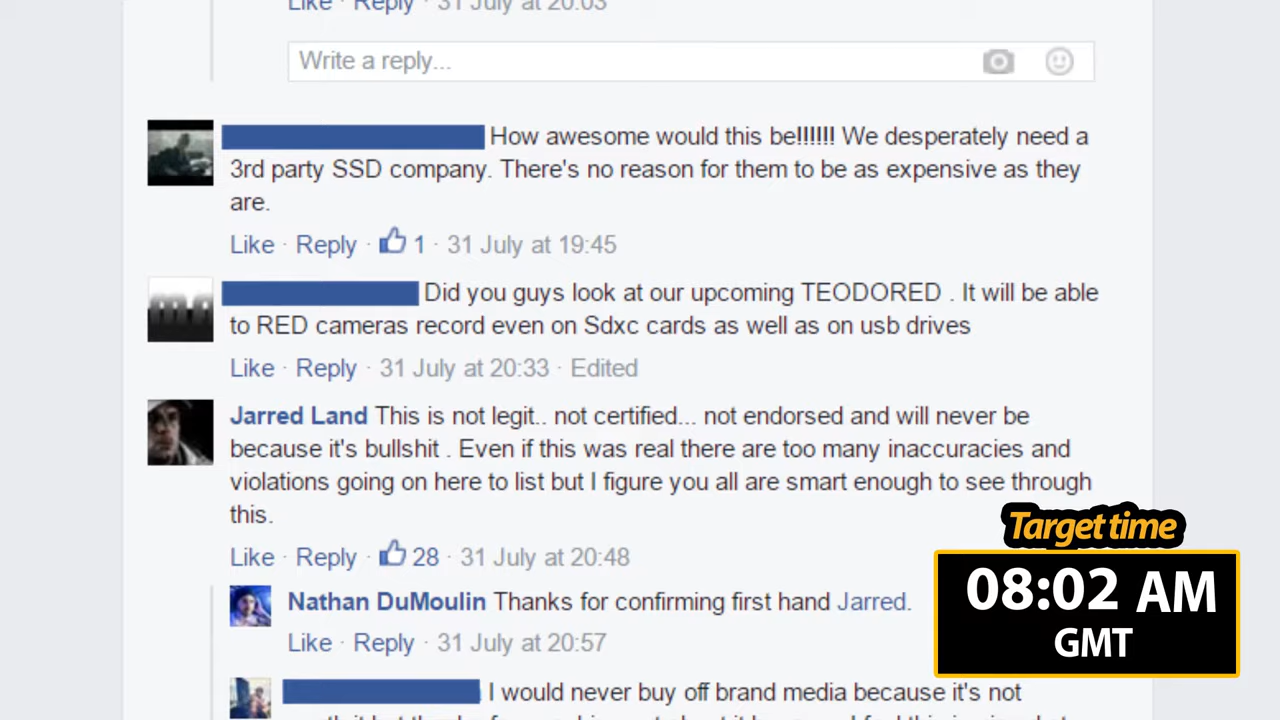 Like · Reply · 31 July at 20:03
Write a reply...
How awesome would this be!!!!!! We desperately need a
3rd party SSD company. There's no reason for them to be as expensive as they
are.
Like · Reply · 1 · 31 July at 19:45
Did you guys look at our upcoming TEODORED . It will be able
to RED cameras record even on Sdxc cards as well as on usb drives
Like · Reply · 31 July at 20:33 · Edited
Jarred Land This is not legit.. not certified... not endorsed and will never be
because it's bullshit . Even if this was real there are too many inaccuracies and
violations going on here to list but I figure you all are smart enough to see through
this.
Like · Reply · 28 · 31 July at 20:48
Nathan DuMoulin Thanks for confirming first hand Jarred.
Like · Reply · 31 July at 20:57
I would never buy off brand media because it's not
Target time
08:02 AM
GMT